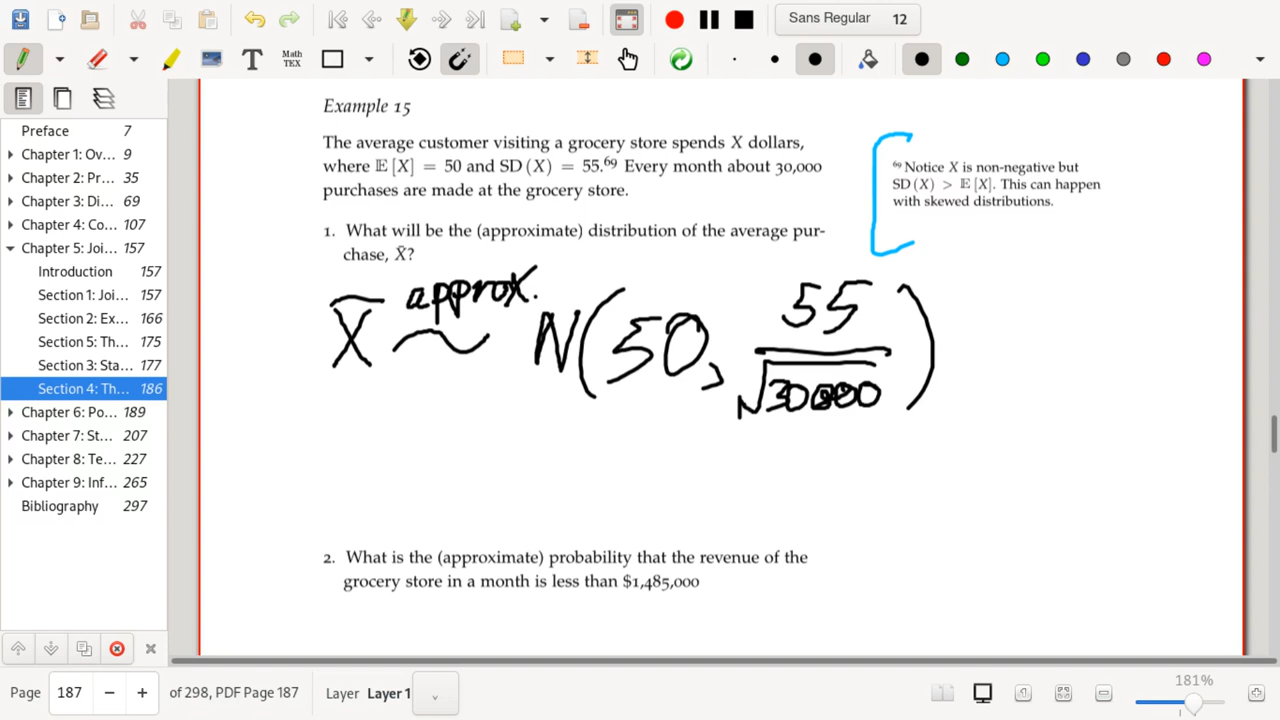 Sans Regular 12
T Math TEX
Preface 7
Chapter 1: Ov... 9
Chapter 2: Pr... 35
Chapter 3: Di... 69
Chapter 4: Co... 107
Chapter 5: Joi... 157
Introduction 157
Section 1: Joi... 157
Section 2: Ex... 166
Section 5: Th... 177
Section 3: Sta... 177
Section 4: Th... 186
Chapter 6: Po... 189
Chapter 7: St... 207
Chapter 8: Te... 227
Chapter 9: Inf... 265
Bibliography 297
Example 15
The average customer visiting a grocery store spends X dollars,
where 𝔼 [X] = 50 and SD (X) = 55.⁶⁹ Every month about 30,000
purchases are made at the grocery store.
1. What will be the (approximate) distribution of the average pur-
chase, X̄?
⁶⁹ Notice X is non-negative but
SD (X) > 𝔼 [X]. This can happen
with skewed distributions.
X̄ approx. ~ N(50, 55/√30000)
2. What is the (approximate) probability that the revenue of the
grocery store in a month is less than $1,485,000
Page 187 − + of 298, PDF Page 187 Layer Layer 1 181%